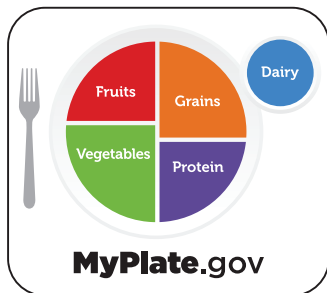 Dairy
Fruits
Grains
Vegetables
Protein
MyPlate.gov